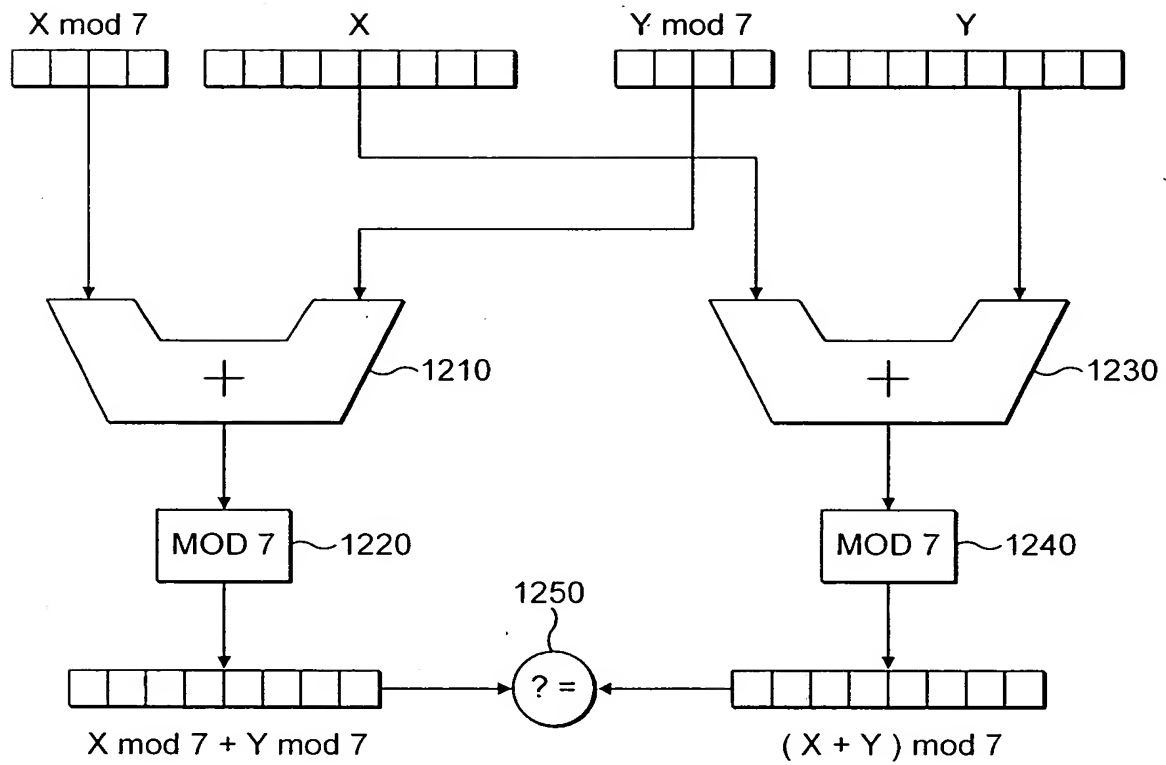 X mod 7
X
Y mod 7
Y
+
1210
+
1230
MOD 7
1220
MOD 7
1240
1250
? =
X mod 7 + Y mod 7
( X + Y ) mod 7